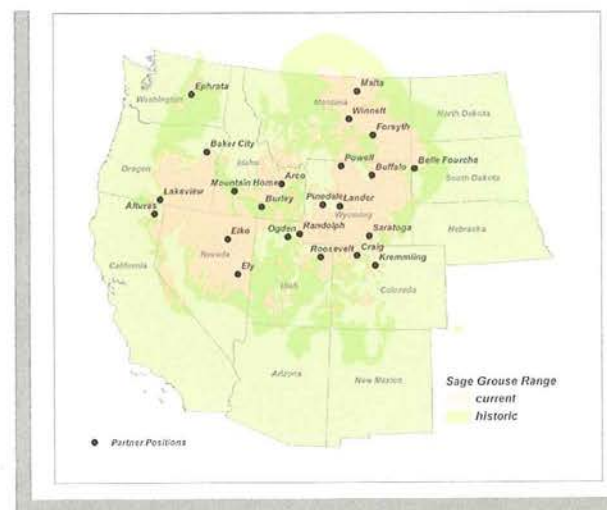 Malta
Ephrata
Washington
Montana
Winnett
North Dakota
Forsyth
Baker City
Powell
Buffalo
Belle Fourche
Oregon
Idaho
Arco
South Dakota
Lakeview
Mountain Home
Pinedale
Lander
Alturas
Burley
Wyoming
Nebraska
Elko
Ogden
Randolph
Saratoga
Roosevelt
Craig
California
Nevada
Kremmling
Ely
Utah
Colorado
Arizona
New Mexico
Sage Grouse Range
current
historic
Partner Positions